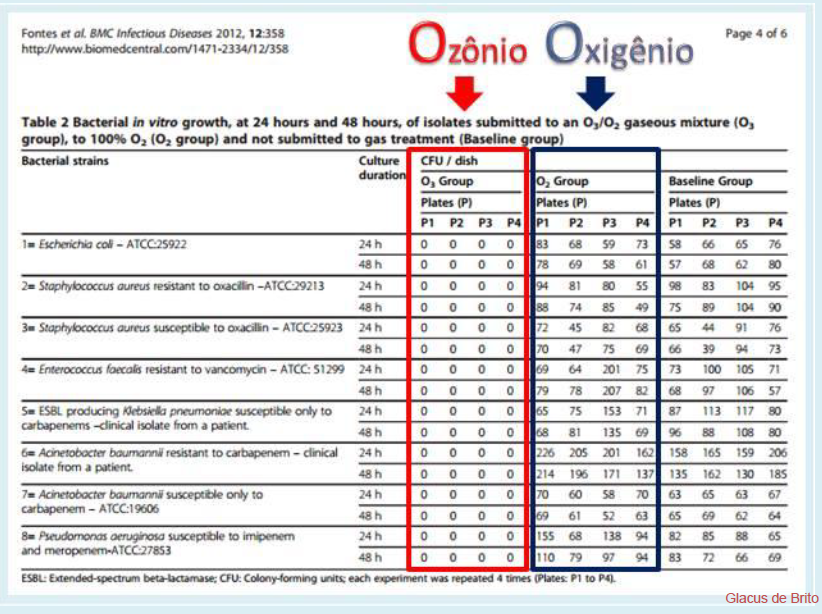 Fontes et al. BMC Infectious Diseases 2012, 12:358
http://www.biomedcentral.com/1471-2334/12/358
Ozônio Oxigênio
Page 4 of 6
Table 2 Bacterial in vitro growth, at 24 hours and 48 hours, of isolates submitted to an O3/O2 gaseous mixture (O3
group), to 100% O2 (O2 group) and not submitted to gas treatment (Baseline group)
Bacterial strains Culture CFU / dish
duration O3 Group O2 Group Baseline Group
Plates (P) Plates (P) Plates (P)
P1 P2 P3 P4 P1 P2 P3 P4 P1 P2 P3 P4
1= Escherichia coli – ATCC:25922 24 h 0 0 0 0 83 68 59 73 58 66 65 76
48 h 0 0 0 0 78 69 58 61 57 68 62 80
2= Staphylococcus aureus resistant to oxacillin –ATCC:29213 24 h 0 0 0 0 94 81 80 55 98 83 104 95
48 h 0 0 0 0 88 74 85 49 75 89 104 90
3= Staphylococcus aureus susceptible to oxacillin – ATCC:25923 24 h 0 0 0 0 72 45 82 68 65 44 91 76
48 h 0 0 0 0 70 47 75 69 66 39 94 73
4= Enterococcus faecalis resistant to vancomycin – ATCC: 51299 24 h 0 0 0 0 69 64 201 75 73 100 105 71
48 h 0 0 0 0 79 78 207 82 68 97 106 57
5= ESBL producing Klebsiella pneumoniae susceptible only to 24 h 0 0 0 0 65 75 153 71 87 113 117 80
carbapenems –clinical isolate from a patient. 48 h 0 0 0 0 68 81 135 69 96 88 108 80
6= Acinetobacter baumannii resistant to carbapenem – clinical 24 h 0 0 0 0 226 205 201 162 158 165 159 206
isolate from a patient. 48 h 0 0 0 0 214 196 171 137 135 162 130 185
7= Acinetobacter baumannii susceptible only to 24 h 0 0 0 0 70 60 58 70 63 65 63 67
carbapenem – ATCC:19606 48 h 0 0 0 0 69 61 52 63 65 69 62 64
8= Pseudomonas aeruginosa susceptible to imipenem 24 h 0 0 0 0 155 68 138 94 82 85 88 65
and meropenem-ATCC:27853 48 h 0 0 0 0 110 79 97 94 83 72 66 69
ESBL: Extended-spectrum beta-lactamase; CFU: Colony-forming units; each experiment was repeated 4 times (Plates: P1 to P4).
Glacus de Brito